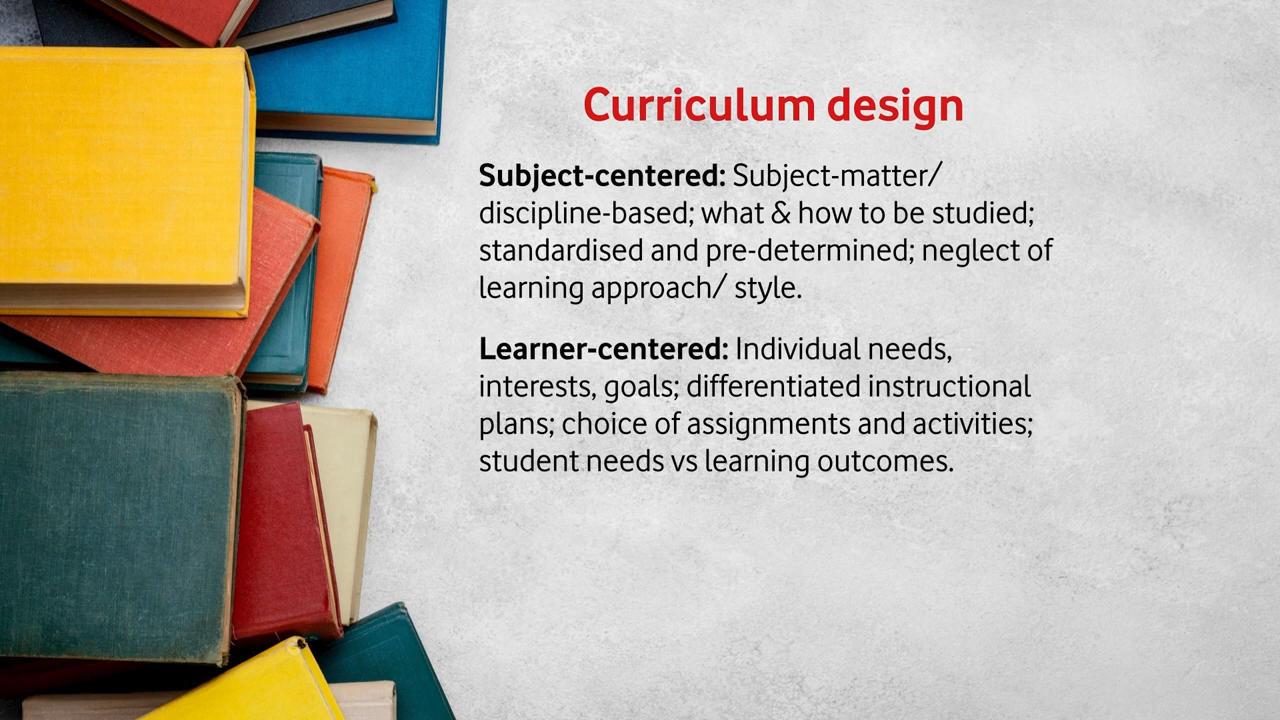 Curriculum design
Subject-centered: Subject-matter/
discipline-based; what & how to be studied;
standardised and pre-determined; neglect of
learning approach/ style.
Learner-centered: Individual needs,
interests, goals; differentiated instructional
plans; choice of assignments and activities;
student needs vs learning outcomes.